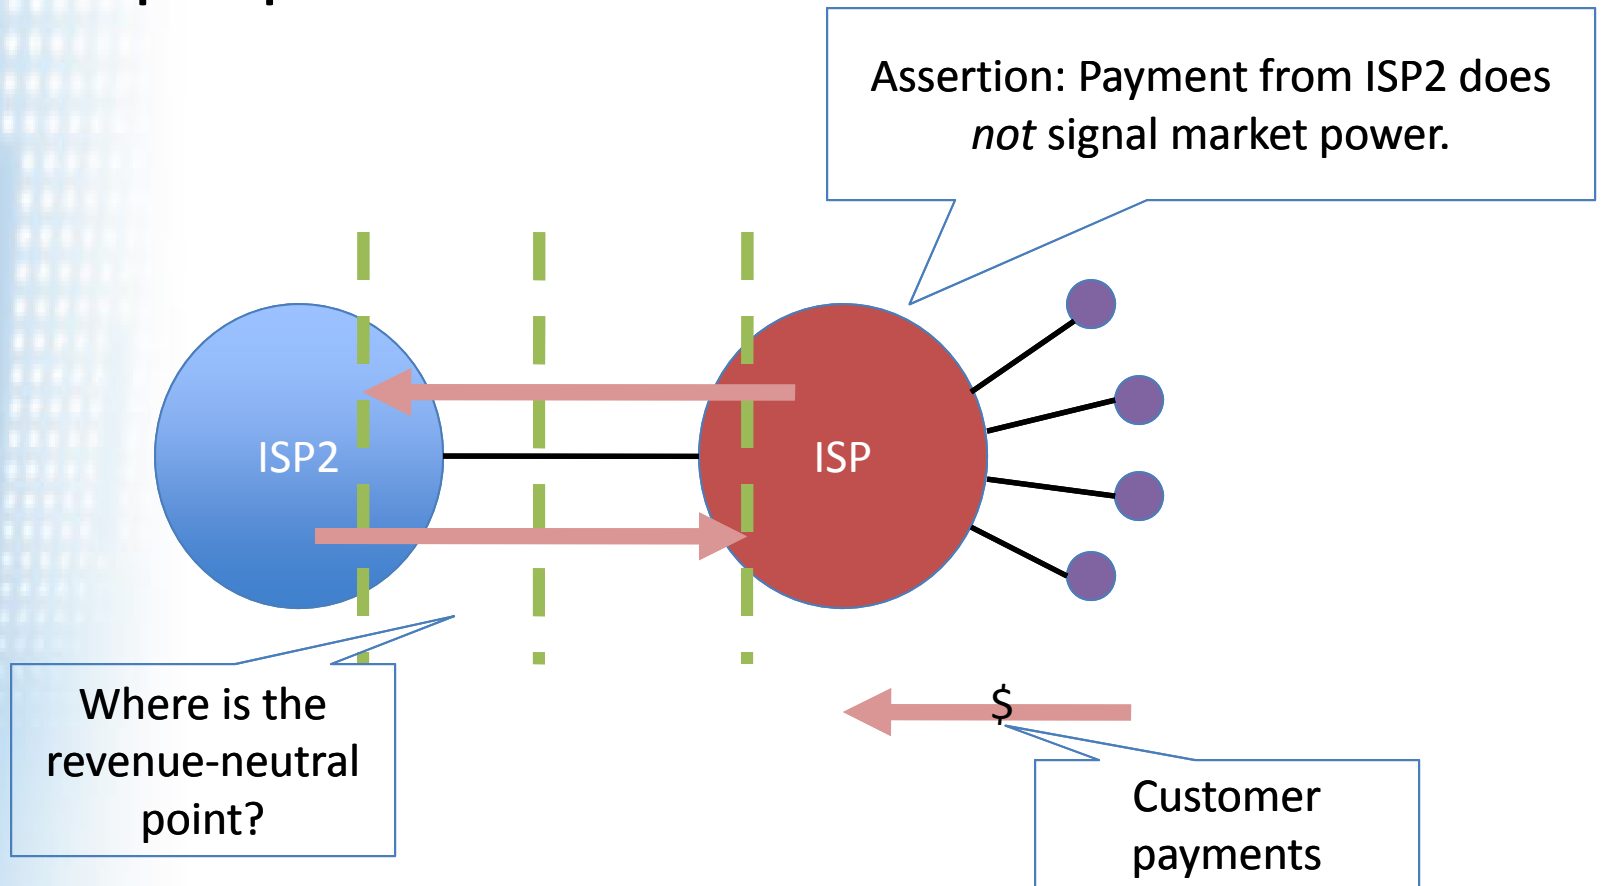 Assertion: Payment from ISP2 does
not signal market power.
ISP2
ISP
Where is the
revenue-neutral
point?
$
Customer
payments